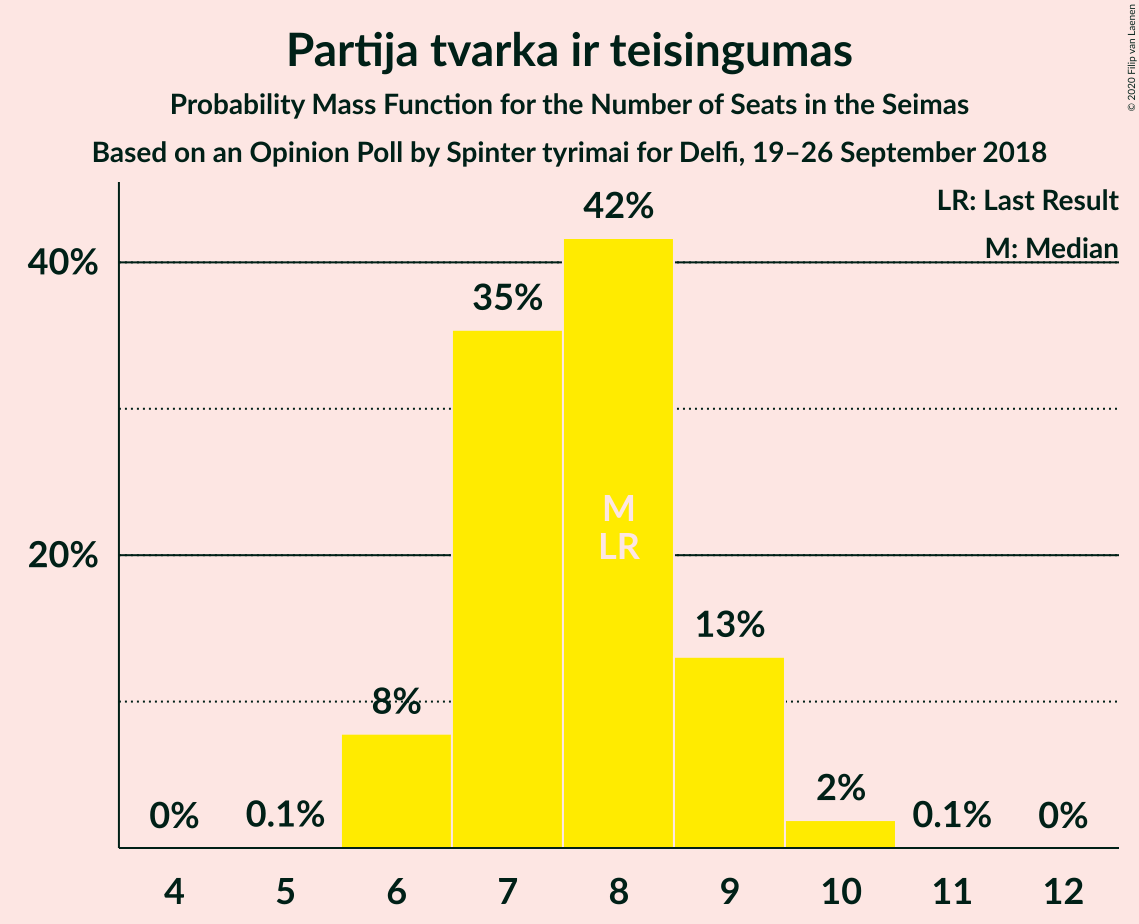 Partija tvarka ir teisingumas
Probability Mass Function for the Number of Seats in the Seimas
Based on an Opinion Poll by Spinter tyrimai for Delfi, 19–26 September 2018
© 2020 Filip van Laenen
LR: Last Result
M: Median
40%
20%
0%
0.1%
8%
35%
42%
M
LR
13%
2%
0.1%
0%
4 5 6 7 8 9 10 11 12